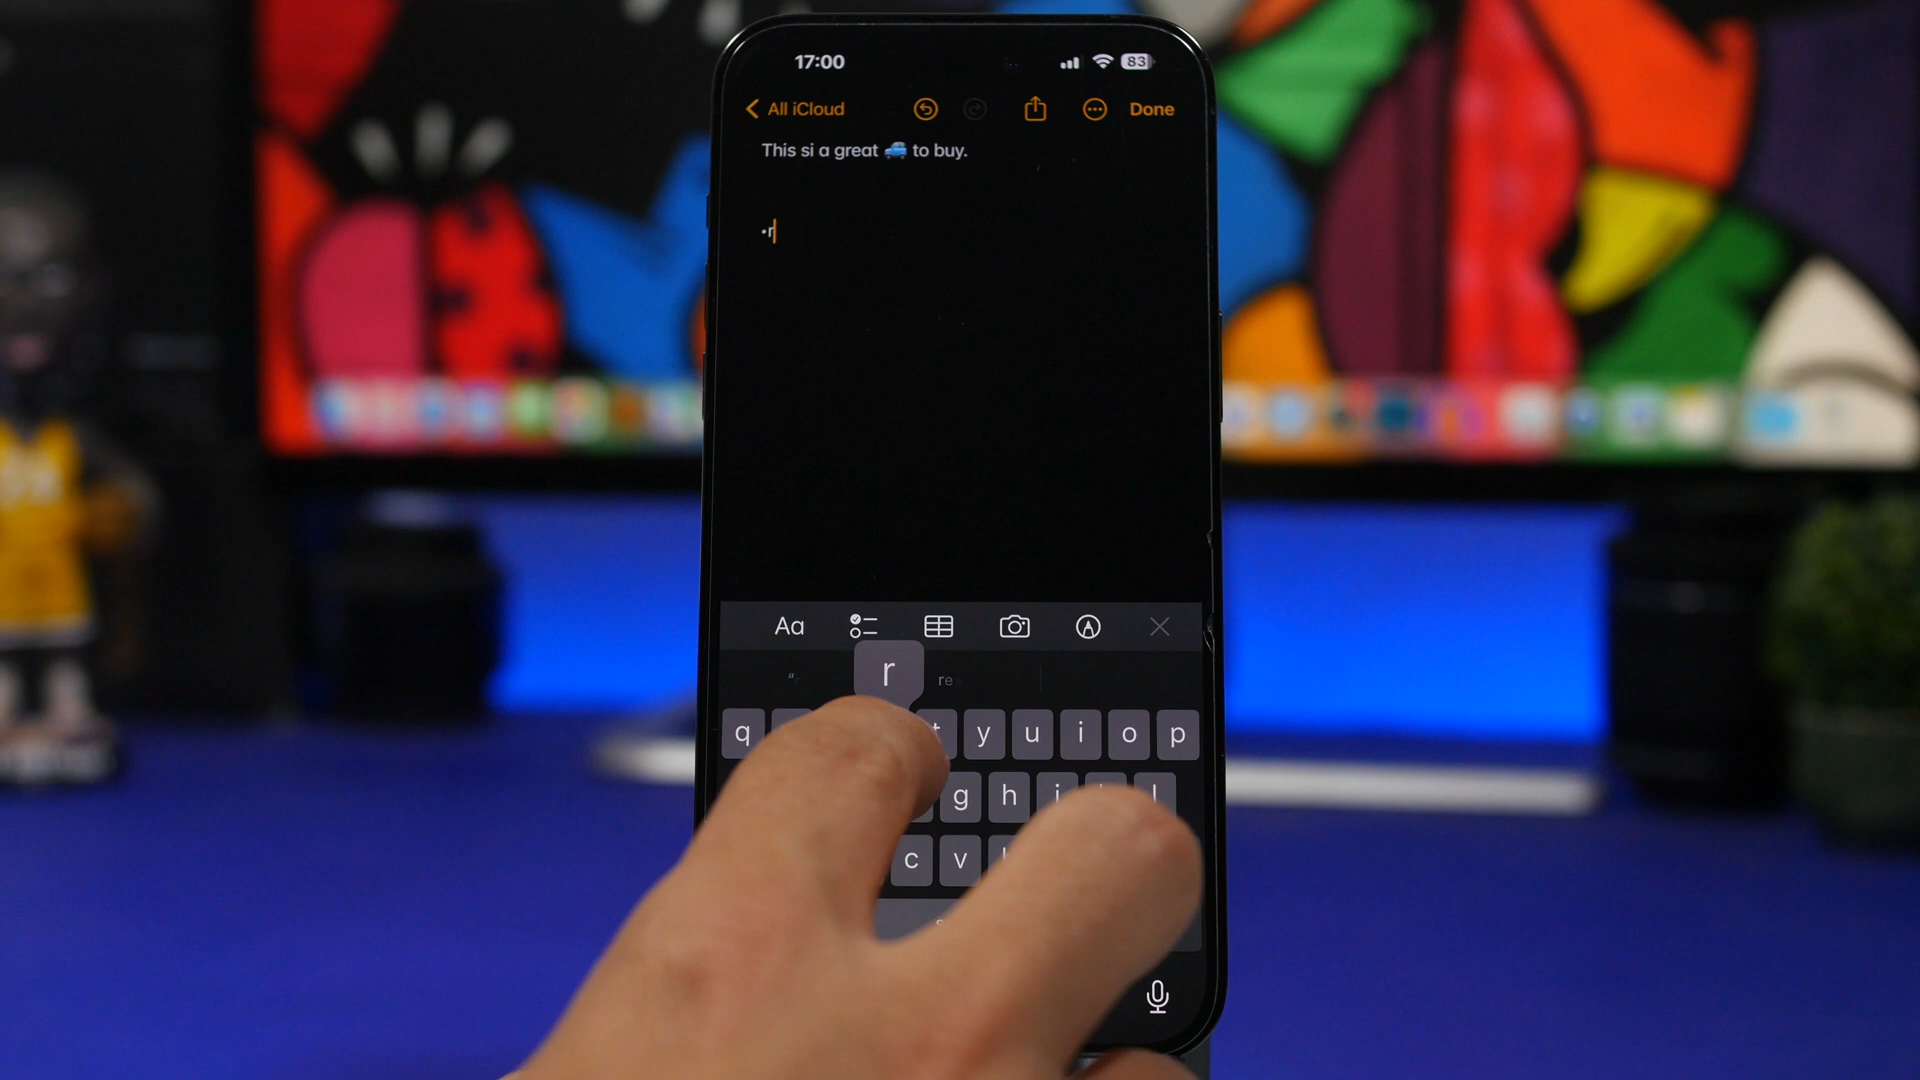 17:00 83
All iCloud Done
This si a great 🚙 to buy.
•r
Aa
r
“r re
q t y u i o p
g h j l
c v